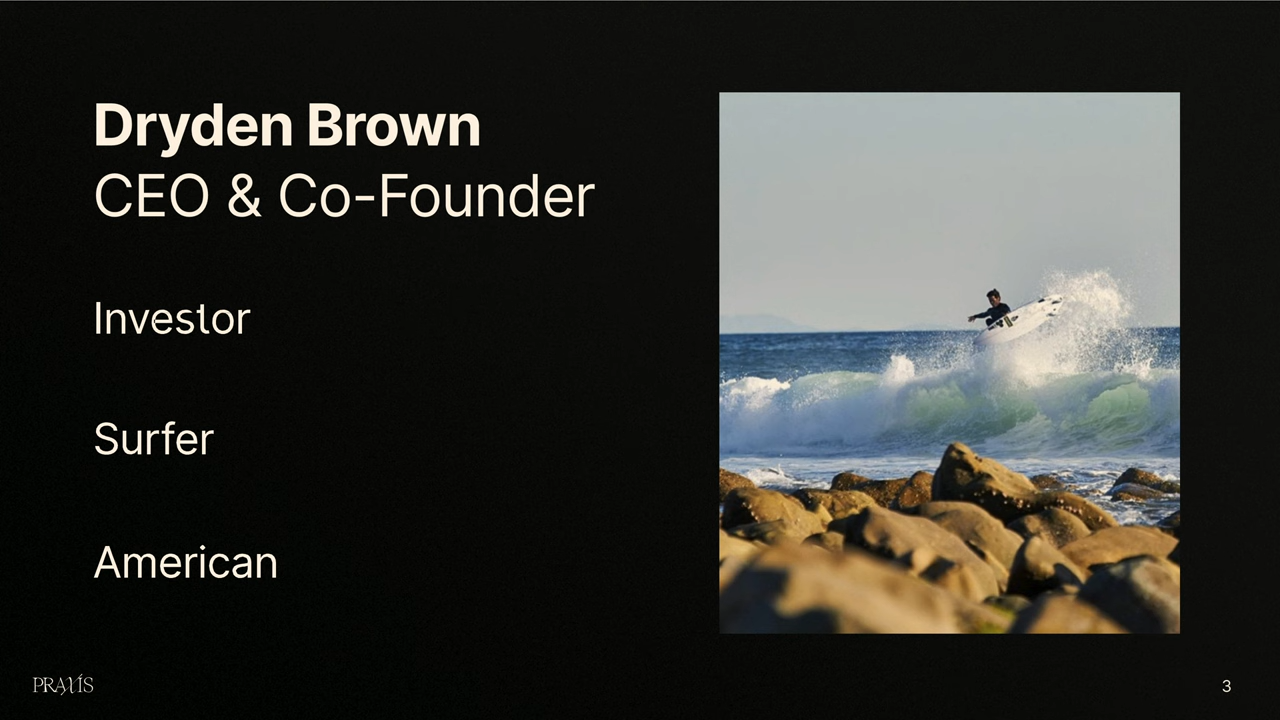 Dryden Brown
CEO & Co-Founder
Investor
Surfer
American
PRAXIS
3